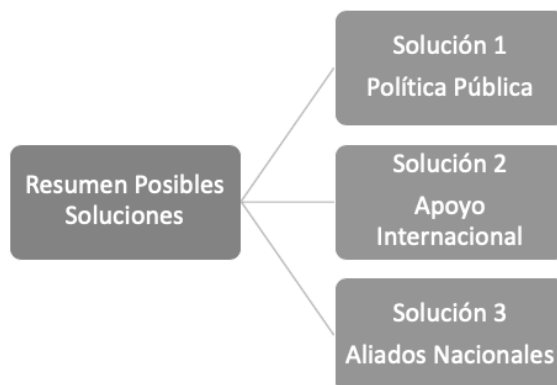 Resumen Posibles
Soluciones
Solución 1
Política Pública
Solución 2
Apoyo
Internacional
Solución 3
Aliados Nacionales